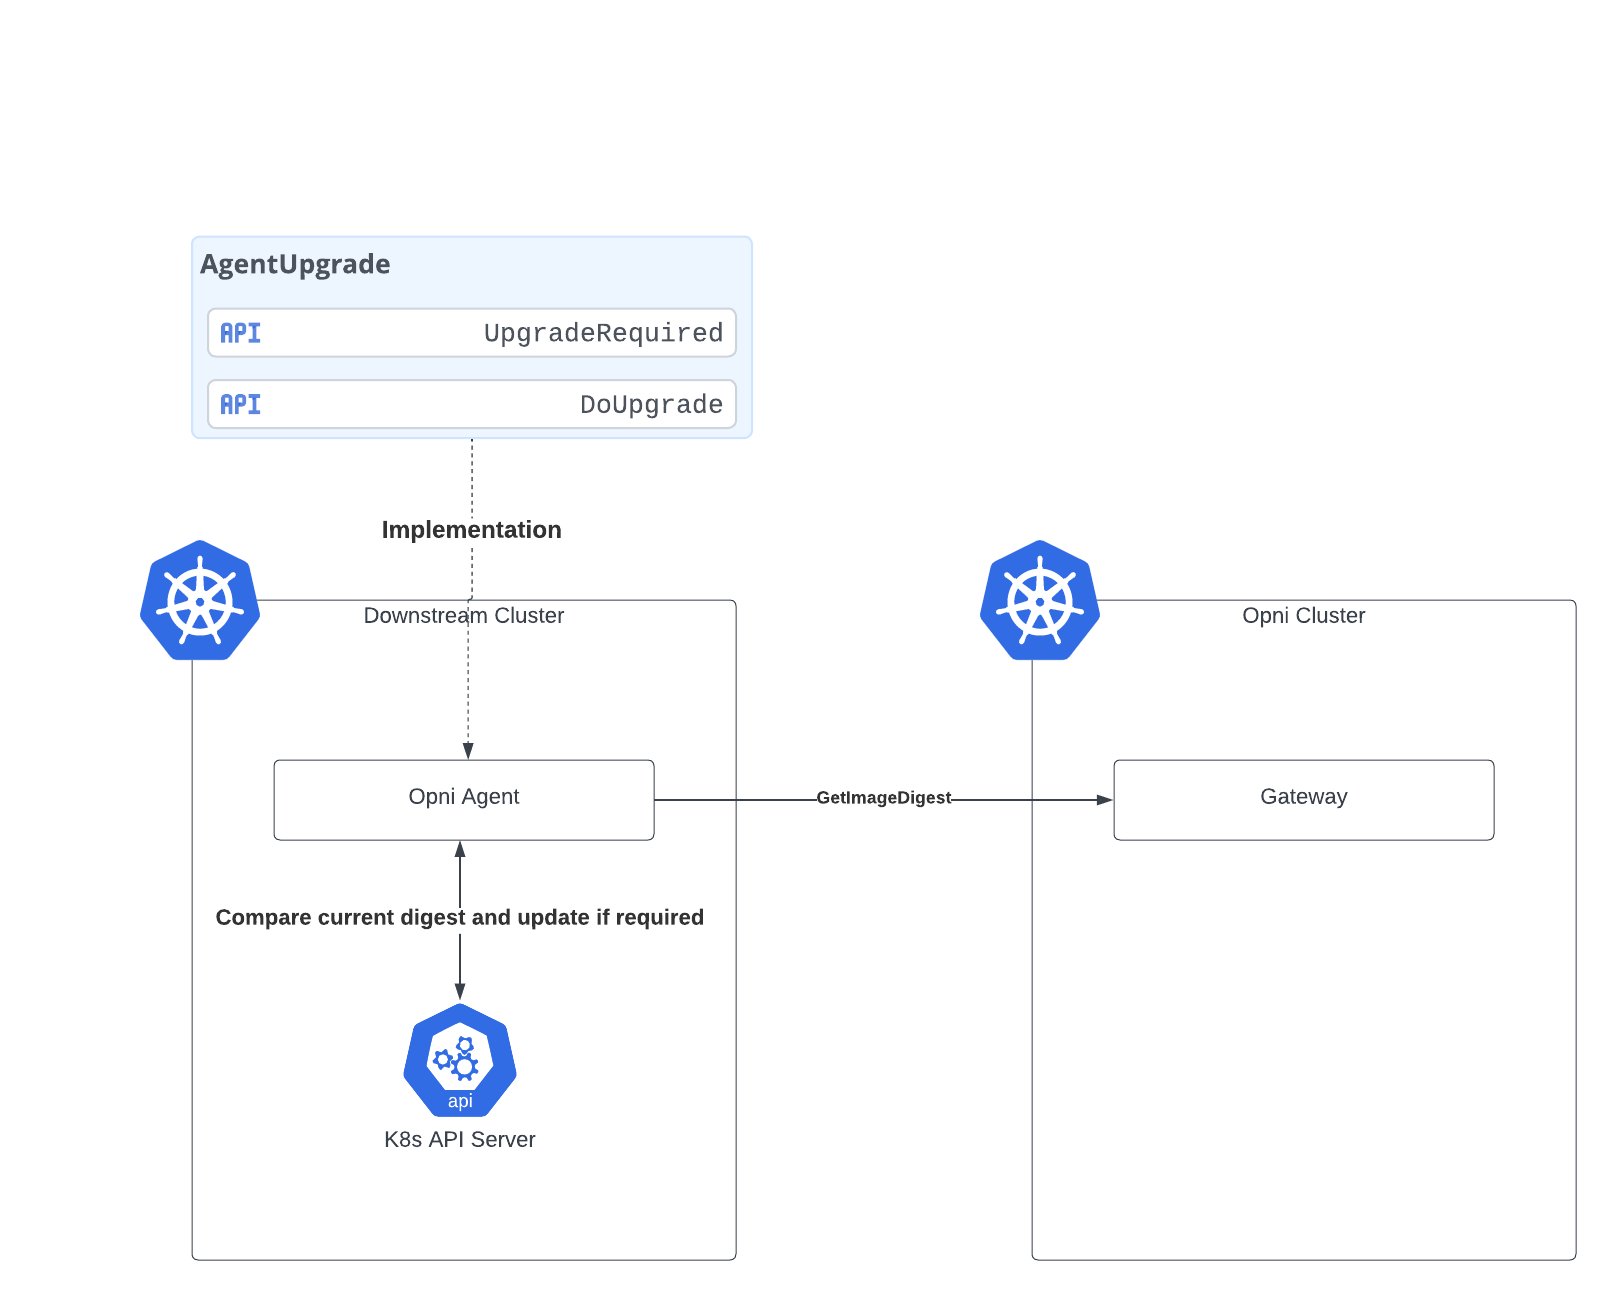 AgentUpgrade
API UpgradeRequired
API DoUpgrade
Implementation
Downstream Cluster
Opni Cluster
Opni Agent
GetImageDigest
Gateway
Compare current digest and update if required
api
K8s API Server